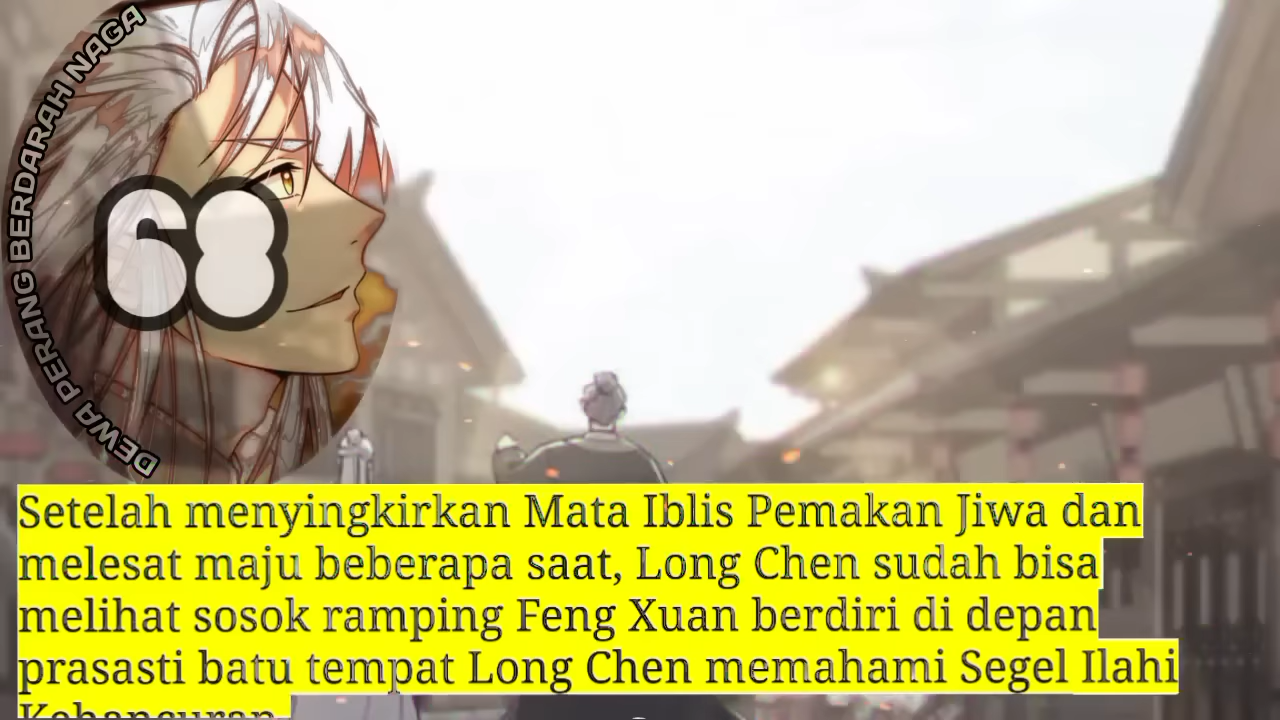 DEWA PERANG BERDARAH NAGA
68
Setelah menyingkirkan Mata Iblis Pemakan Jiwa dan
melesat maju beberapa saat, Long Chen sudah bisa
melihat sosok ramping Feng Xuan berdiri di depan
prasasti batu tempat Long Chen memahami Segel Ilahi
Kehancuran.